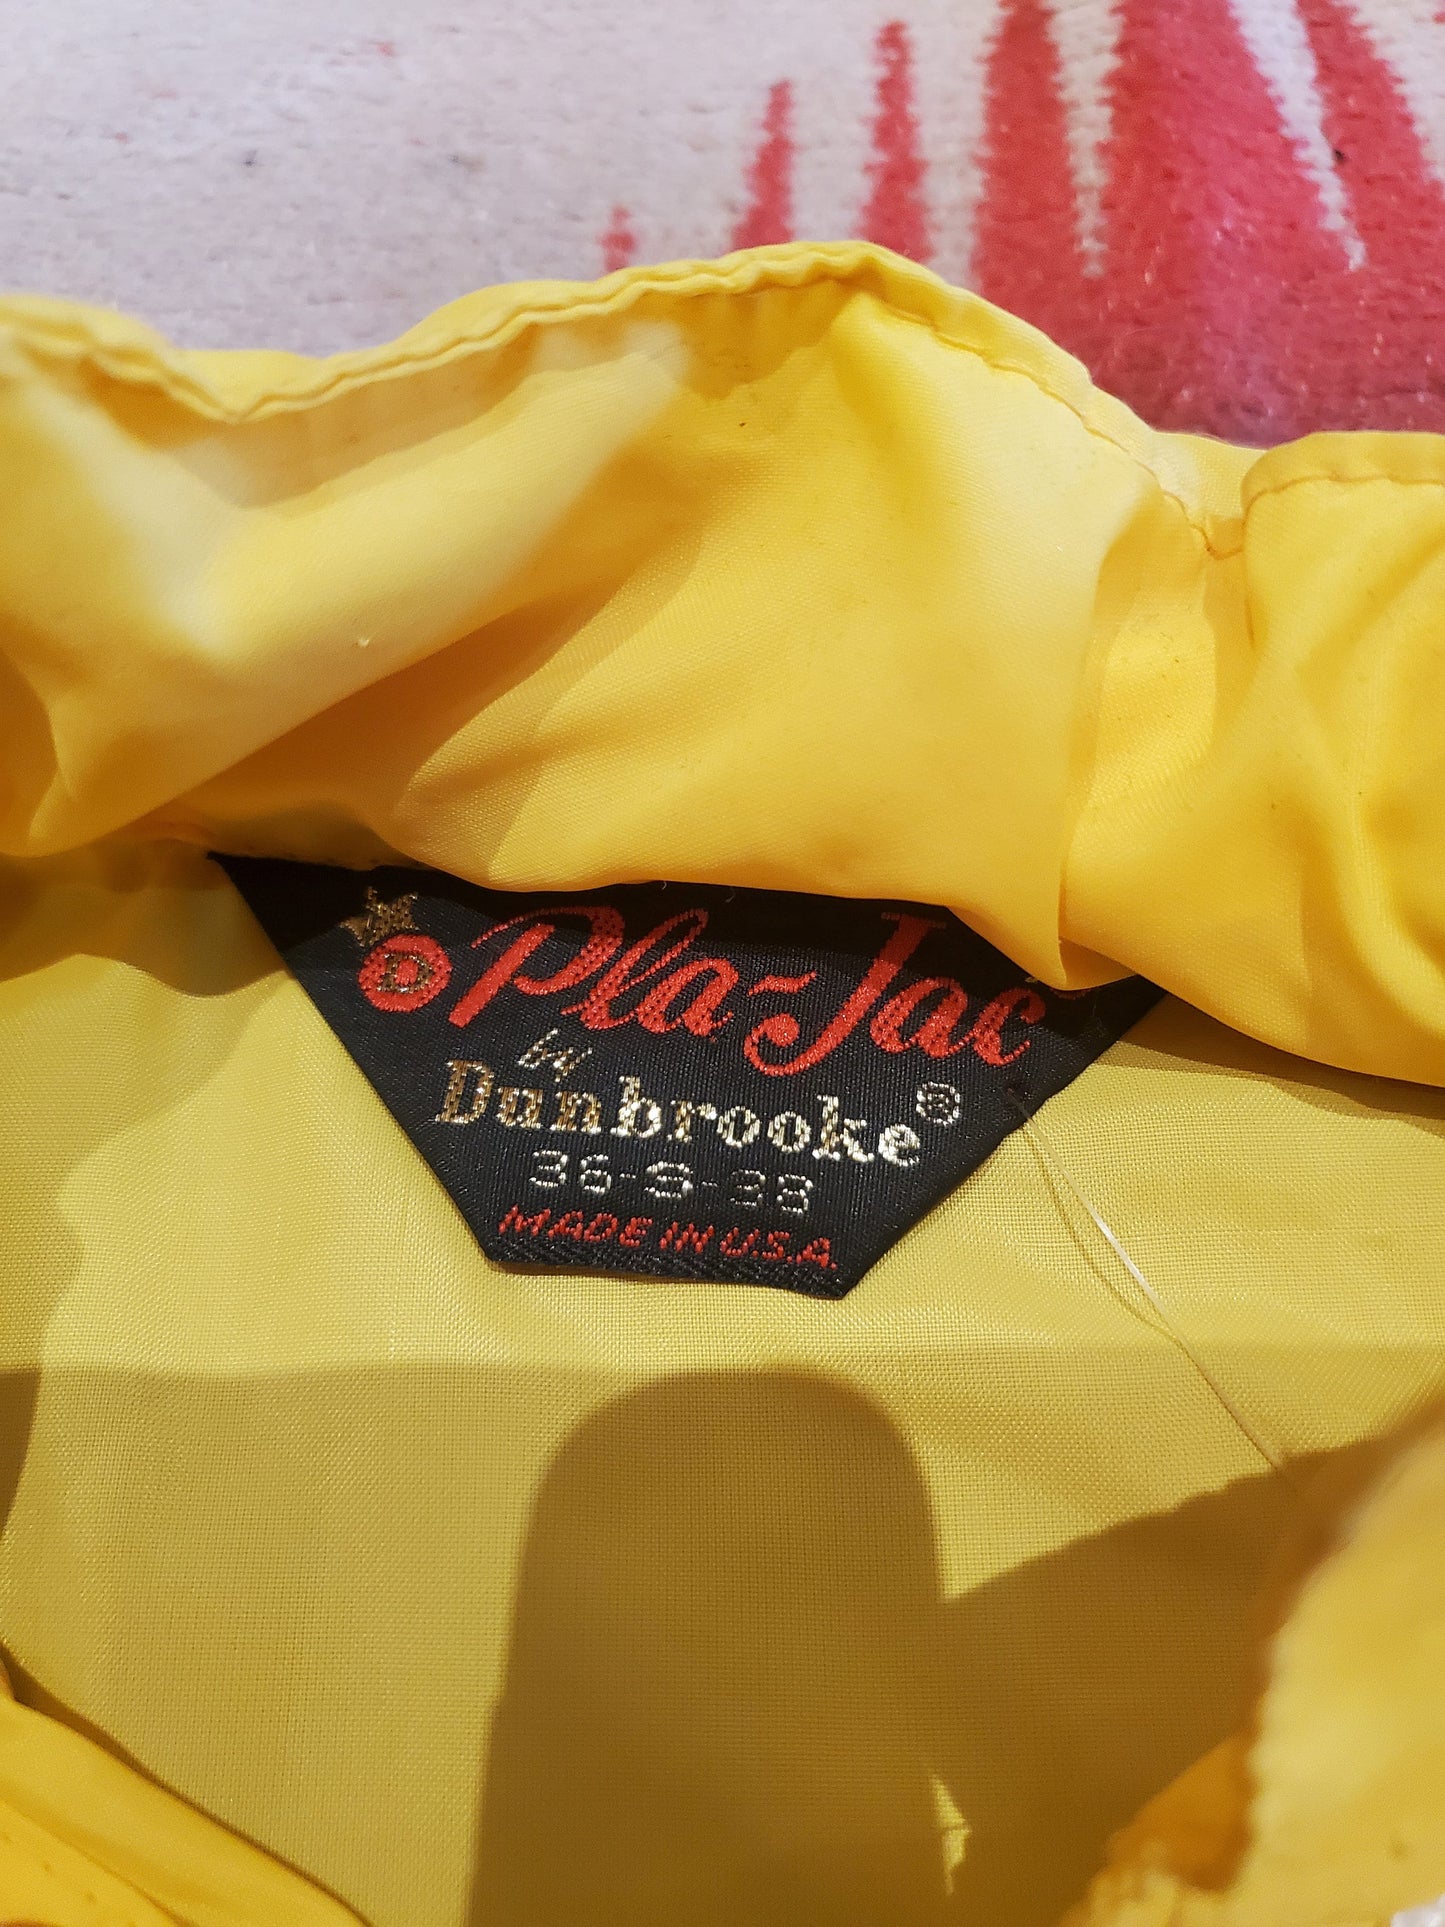 D Pla-Jac
by
Dunbrooke®
36-S-38
MADE IN U.S.A.